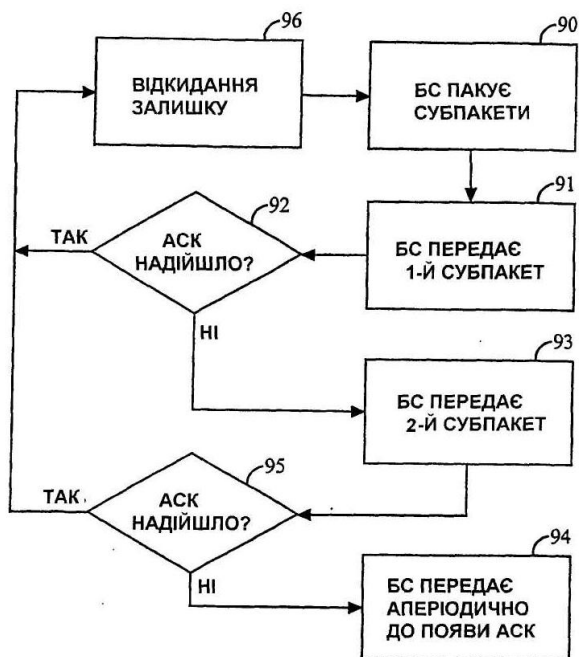 96
ВІДКИДАННЯ
ЗАЛИШКУ
90
БС ПАКУЄ
СУБПАКЕТИ
91
БС ПЕРЕДАЄ
1-Й СУБПАКЕТ
92
АСК
НАДІЙШЛО?
ТАК
НІ
93
БС ПЕРЕДАЄ
2-Й СУБПАКЕТ
95
АСК
НАДІЙШЛО?
ТАК
НІ
94
БС ПЕРЕДАЄ
АПЕРІОДИЧНО
ДО ПОЯВИ АСК